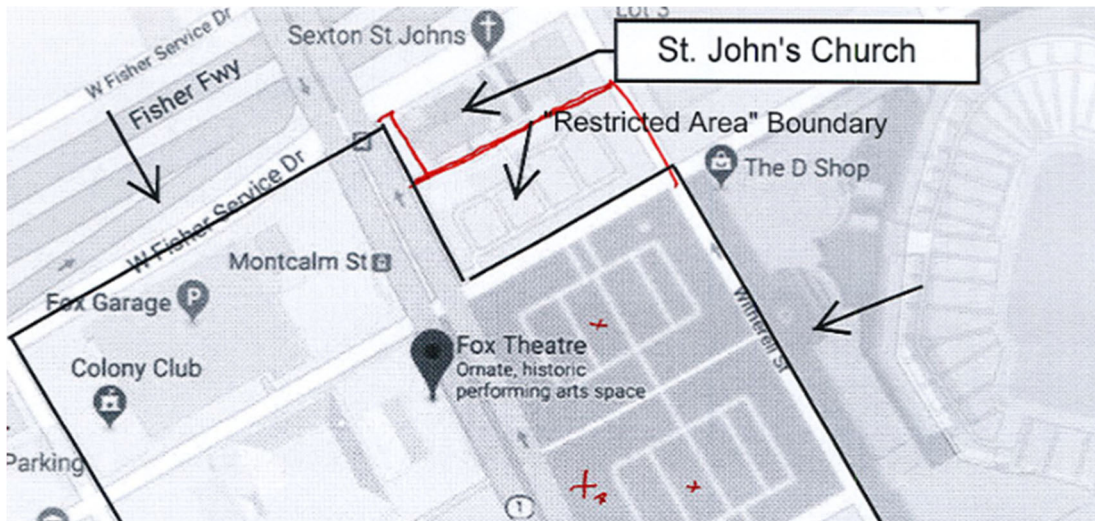 Lot 3
Sexton St. Johns
St. John's Church
W Fisher Service Dr
Fisher Fwy
"Restricted Area" Boundary
The D Shop
W Fisher Service Dr
Montcalm St
Fox Garage
P
Witherell St
Fox Theatre
Ornate, historic
performing arts space
Colony Club
Parking
1